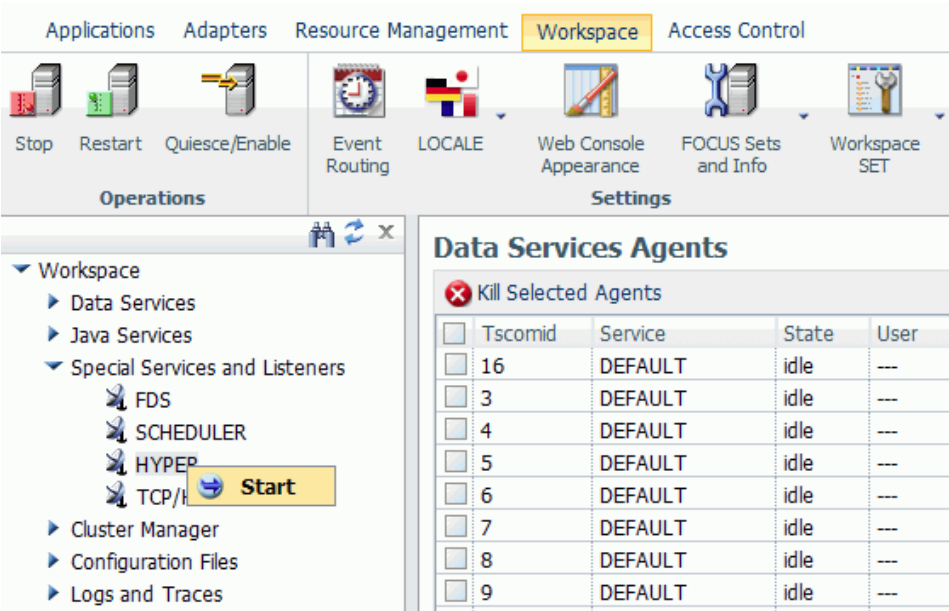 Applications Adapters Resource Management Workspace Access Control
Stop Restart Quiesce/Enable Event Routing LOCALE Web Console Appearance FOCUS Sets and Info Workspace SET
Operations Settings
Workspace
Data Services
Java Services
Special Services and Listeners
FDS
SCHEDULER
HYPER
Start
TCP/
Cluster Manager
Configuration Files
Logs and Traces
Data Services Agents
Kill Selected Agents
Tscomid Service State User
16 DEFAULT idle ---
3 DEFAULT idle ---
4 DEFAULT idle ---
5 DEFAULT idle ---
6 DEFAULT idle ---
7 DEFAULT idle ---
8 DEFAULT idle ---
9 DEFAULT idle ---